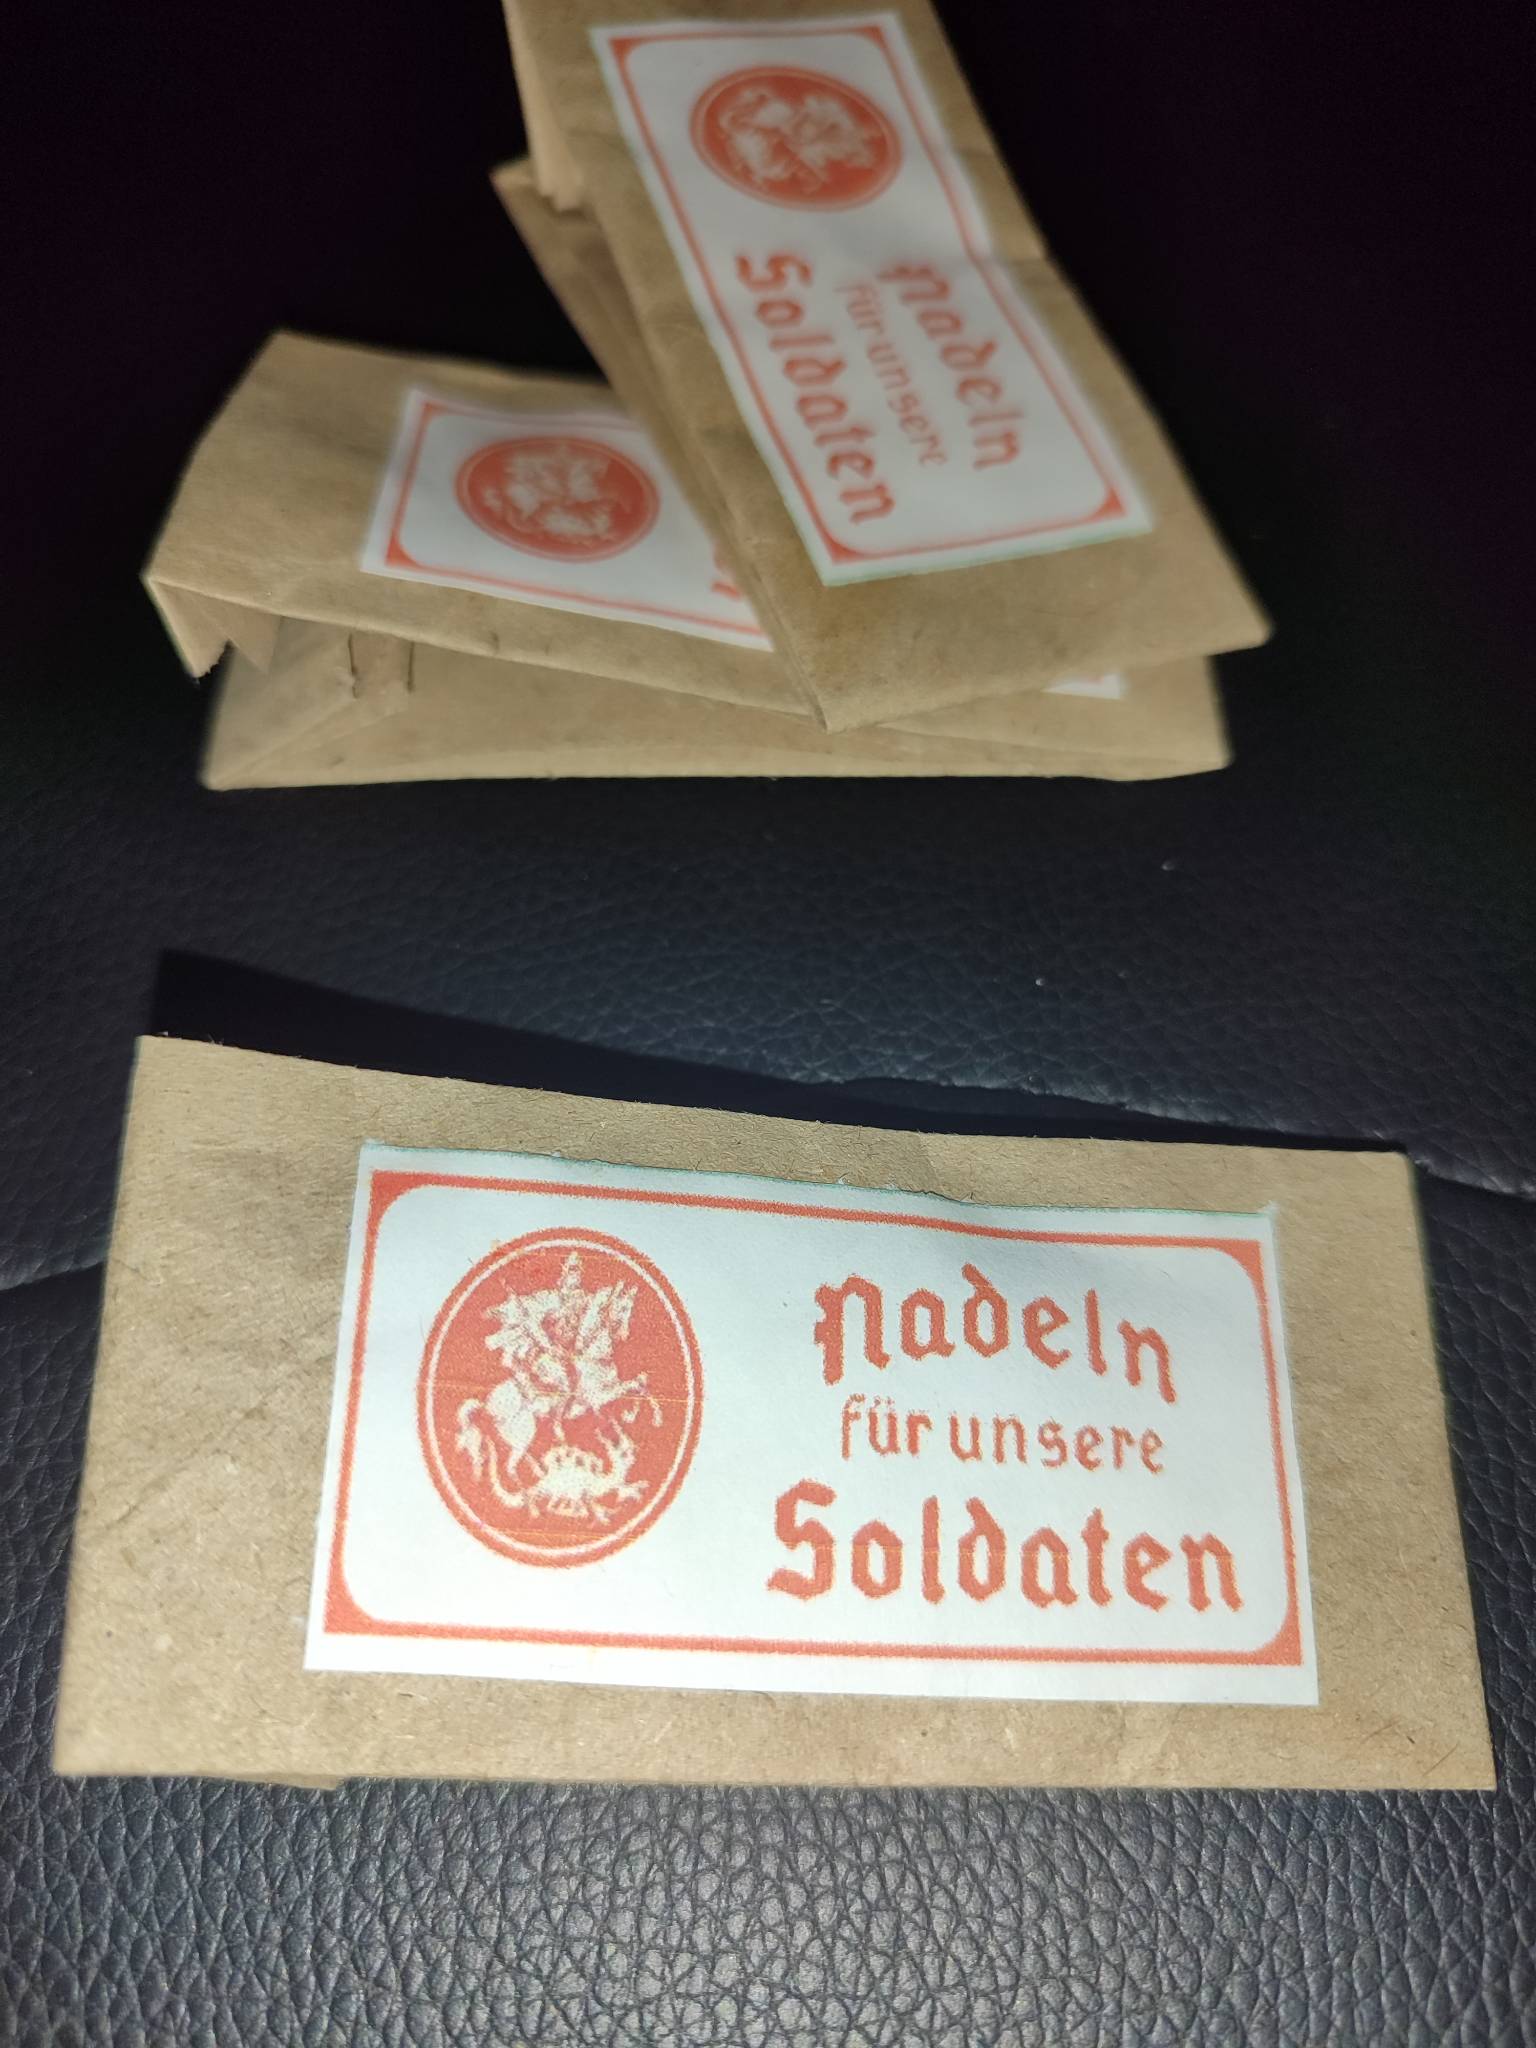 Nadeln
für unsere
Soldaten
Nadeln
für unsere
Soldaten